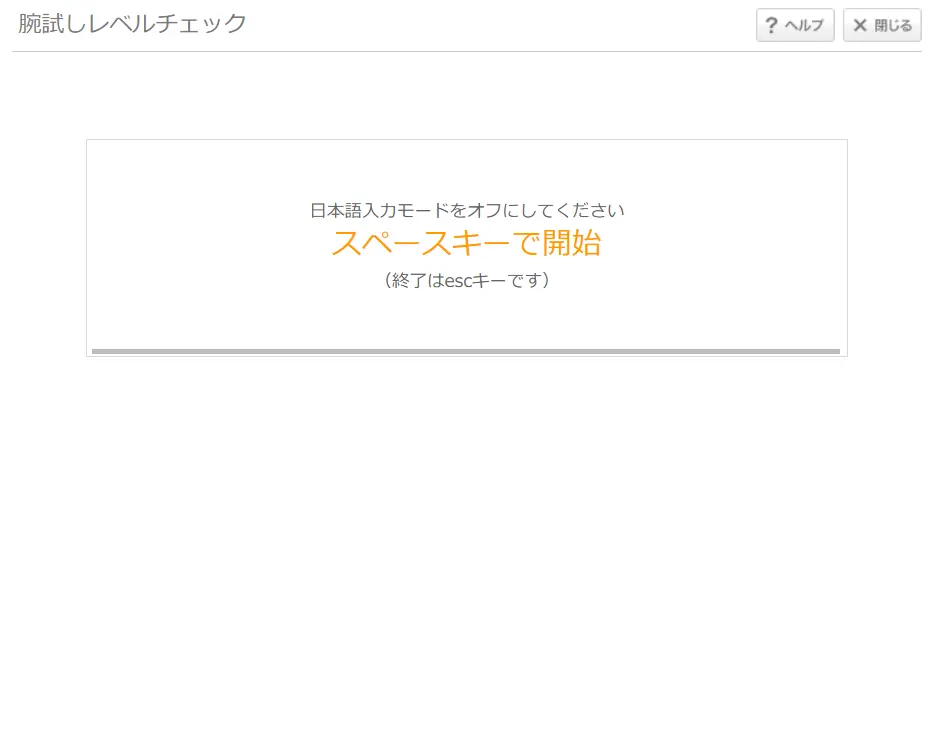 腕試しレベルチェック
? ヘルプ
× 閉じる
日本語入力モードをオフにしてください
スペースキーで開始
（終了はescキーです）